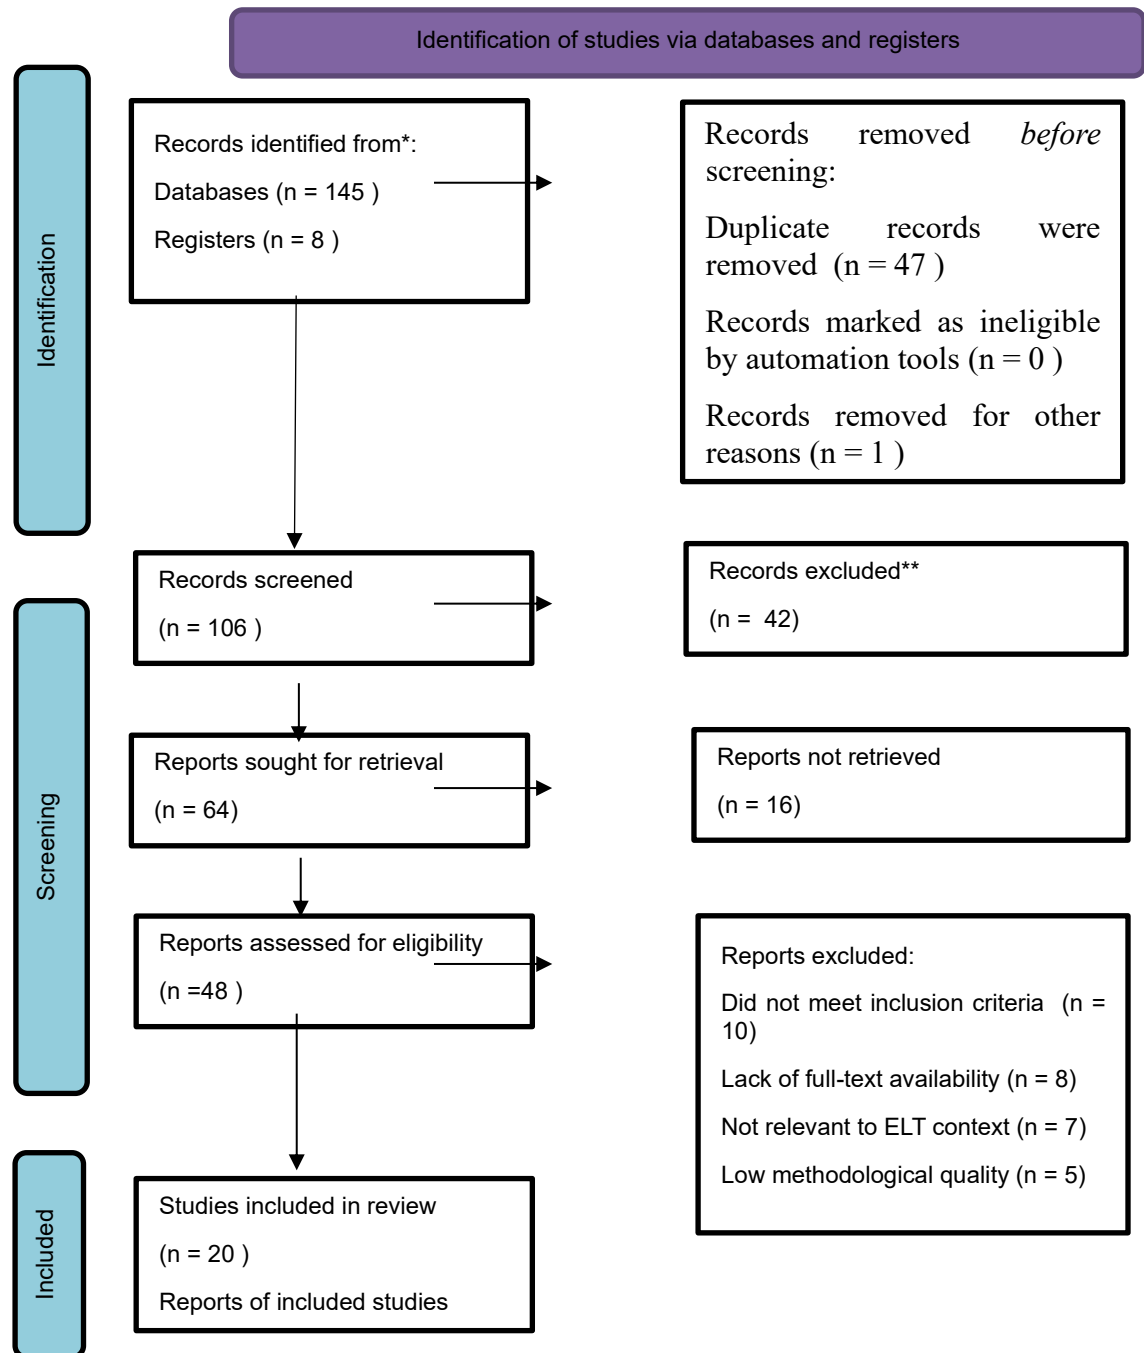 Identification of studies via databases and registers
Identification
Records identified from*:
Databases (n = 145 )
Registers (n = 8 )
Records removed before
screening:
Duplicate records were
removed (n = 47 )
Records marked as ineligible
by automation tools (n = 0 )
Records removed for other
reasons (n = 1 )
Screening
Records screened
(n = 106 )
Records excluded**
(n = 42)
Reports sought for retrieval
(n = 64)
Reports not retrieved
(n = 16)
Reports assessed for eligibility
(n =48 )
Reports excluded:
Did not meet inclusion criteria (n =
10)
Lack of full-text availability (n = 8)
Not relevant to ELT context (n = 7)
Low methodological quality (n = 5)
Included
Studies included in review
(n = 20 )
Reports of included studies